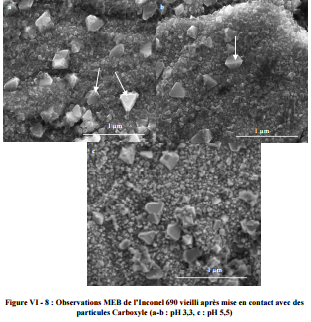 a
b
1 µm
1 µm
1 µm
Figure VI - 8 : Observations MEB de l'Inconel 690 vieilli après mise en contact avec des
particules Carboxyle (a-b : pH 3,3, c : pH 5,5)